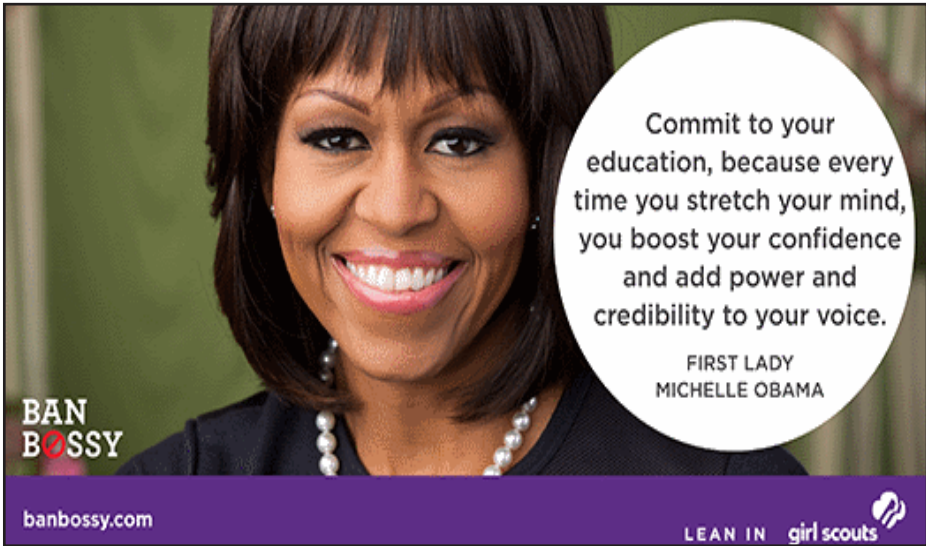 Commit to your
education, because every
time you stretch your mind,
you boost your confidence
and add power and
credibility to your voice.
FIRST LADY
MICHELLE OBAMA
BAN
BOSSY
banbossy.com
LEAN IN
girl scouts